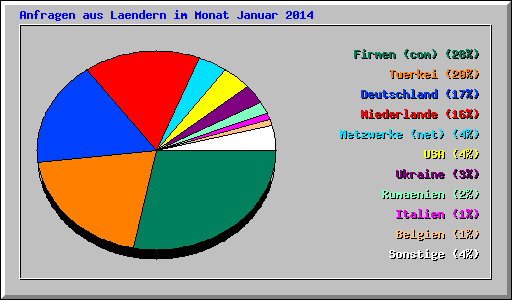 Anfragen aus Laendern im Monat Januar 2014
Firmen (com) (28%)
Tuerkei (20%)
Deutschland (17%)
Niederlande (16%)
Netzwerke (net) (4%)
USA (4%)
Ukraine (3%)
Rumaenien (2%)
Italien (1%)
Belgien (1%)
Sonstige (4%)